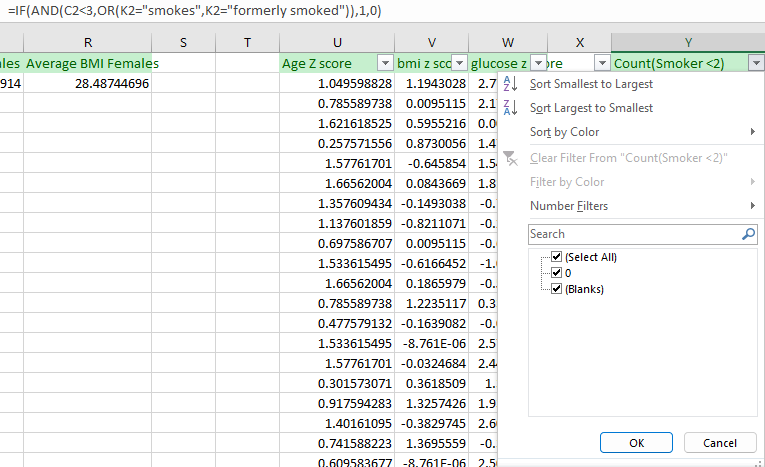 =IF(AND(C2<3,OR(K2="smokes",K2="formerly smoked")),1,0)
R S T U V W X Y
ales Average BMI Females Age Z score bmi z sco glucose z ore Count(Smoker <2)
914 28.48744696 1.049598828 1.1943028 2.7
0.785589738 0.0095115 2.1
1.621618525 0.5955216 0.0
0.257571556 0.8730056 1.4
1.57761701 -0.645854 1.5
1.66562004 0.0843669 1.8
1.357609434 -0.1493038 -0.
1.137601859 -0.8211071 -0.
0.697586707 0.0095115 -0.
1.533615495 -0.6166452 -1.
1.66562004 0.1865979 -0.
0.785589738 1.2235117 0.3
0.477579132 -0.1639082 -0.
1.533615495 -8.761E-06 2.5
1.57761701 -0.0324684 2.4
0.301573071 0.3618509 1.
0.917594283 1.3257426 1.9
1.40161095 -0.3829745 2.6
0.741588223 1.3695559 -0.
0.609583677 -8.761E-06 2.5
Sort Smallest to Largest
Sort Largest to Smallest
Sort by Color
Clear Filter From "Count(Smoker <2)"
Filter by Color
Number Filters
Search
(Select All)
0
(Blanks)
OK Cancel